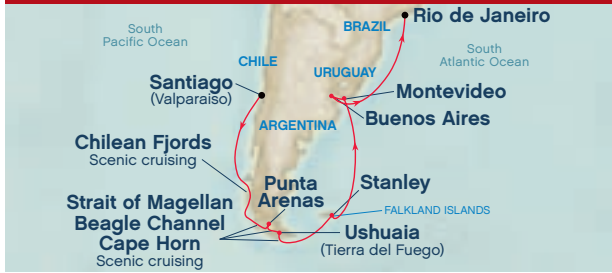 Rio de Janeiro
BRAZIL
South
Pacific Ocean
South
Atlantic Ocean
CHILE
URUGUAY
Santiago
(Valparaiso)
Montevideo
Buenos Aires
ARGENTINA
Chilean Fjords
Scenic cruising
Punta
Arenas
Stanley
FALKLAND ISLANDS
Strait of Magellan
Beagle Channel
Cape Horn
Scenic cruising
Ushuaia
(Tierra del Fuego)